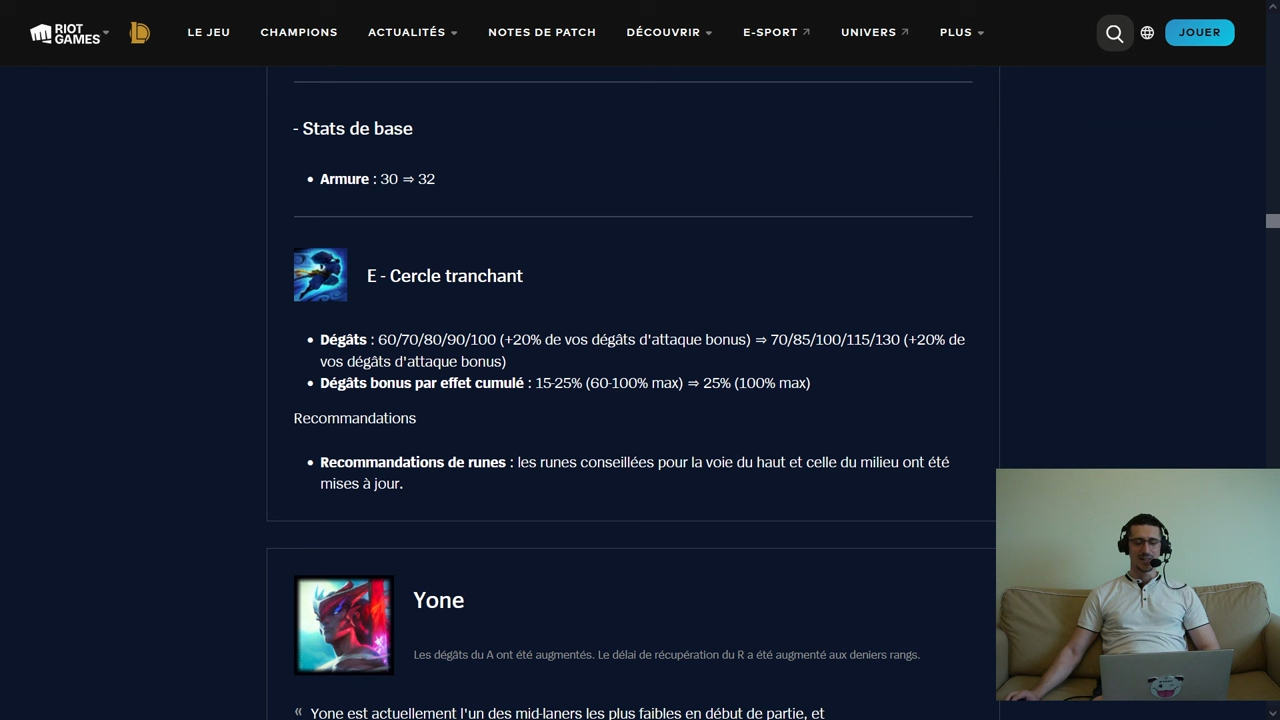 RIOT GAMES
LE JEU CHAMPIONS ACTUALITÉS NOTES DE PATCH DÉCOUVRIR E-SPORT UNIVERS PLUS JOUER
- Stats de base
Armure : 30 ⇒ 32
E - Cercle tranchant
Dégâts : 60/70/80/90/100 (+20% de vos dégâts d'attaque bonus) ⇒ 70/85/100/115/130 (+20% de
vos dégâts d'attaque bonus)
Dégâts bonus par effet cumulé : 15-25% (60-100% max) ⇒ 25% (100% max)
Recommandations
Recommandations de runes : les runes conseillées pour la voie du haut et celle du milieu ont été
mises à jour.
Yone
Les dégâts du A ont été augmentés. Le délai de récupération du R a été augmenté aux deniers rangs.
« Yone est actuellement l'un des mid-laners les plus faibles en début de partie, et